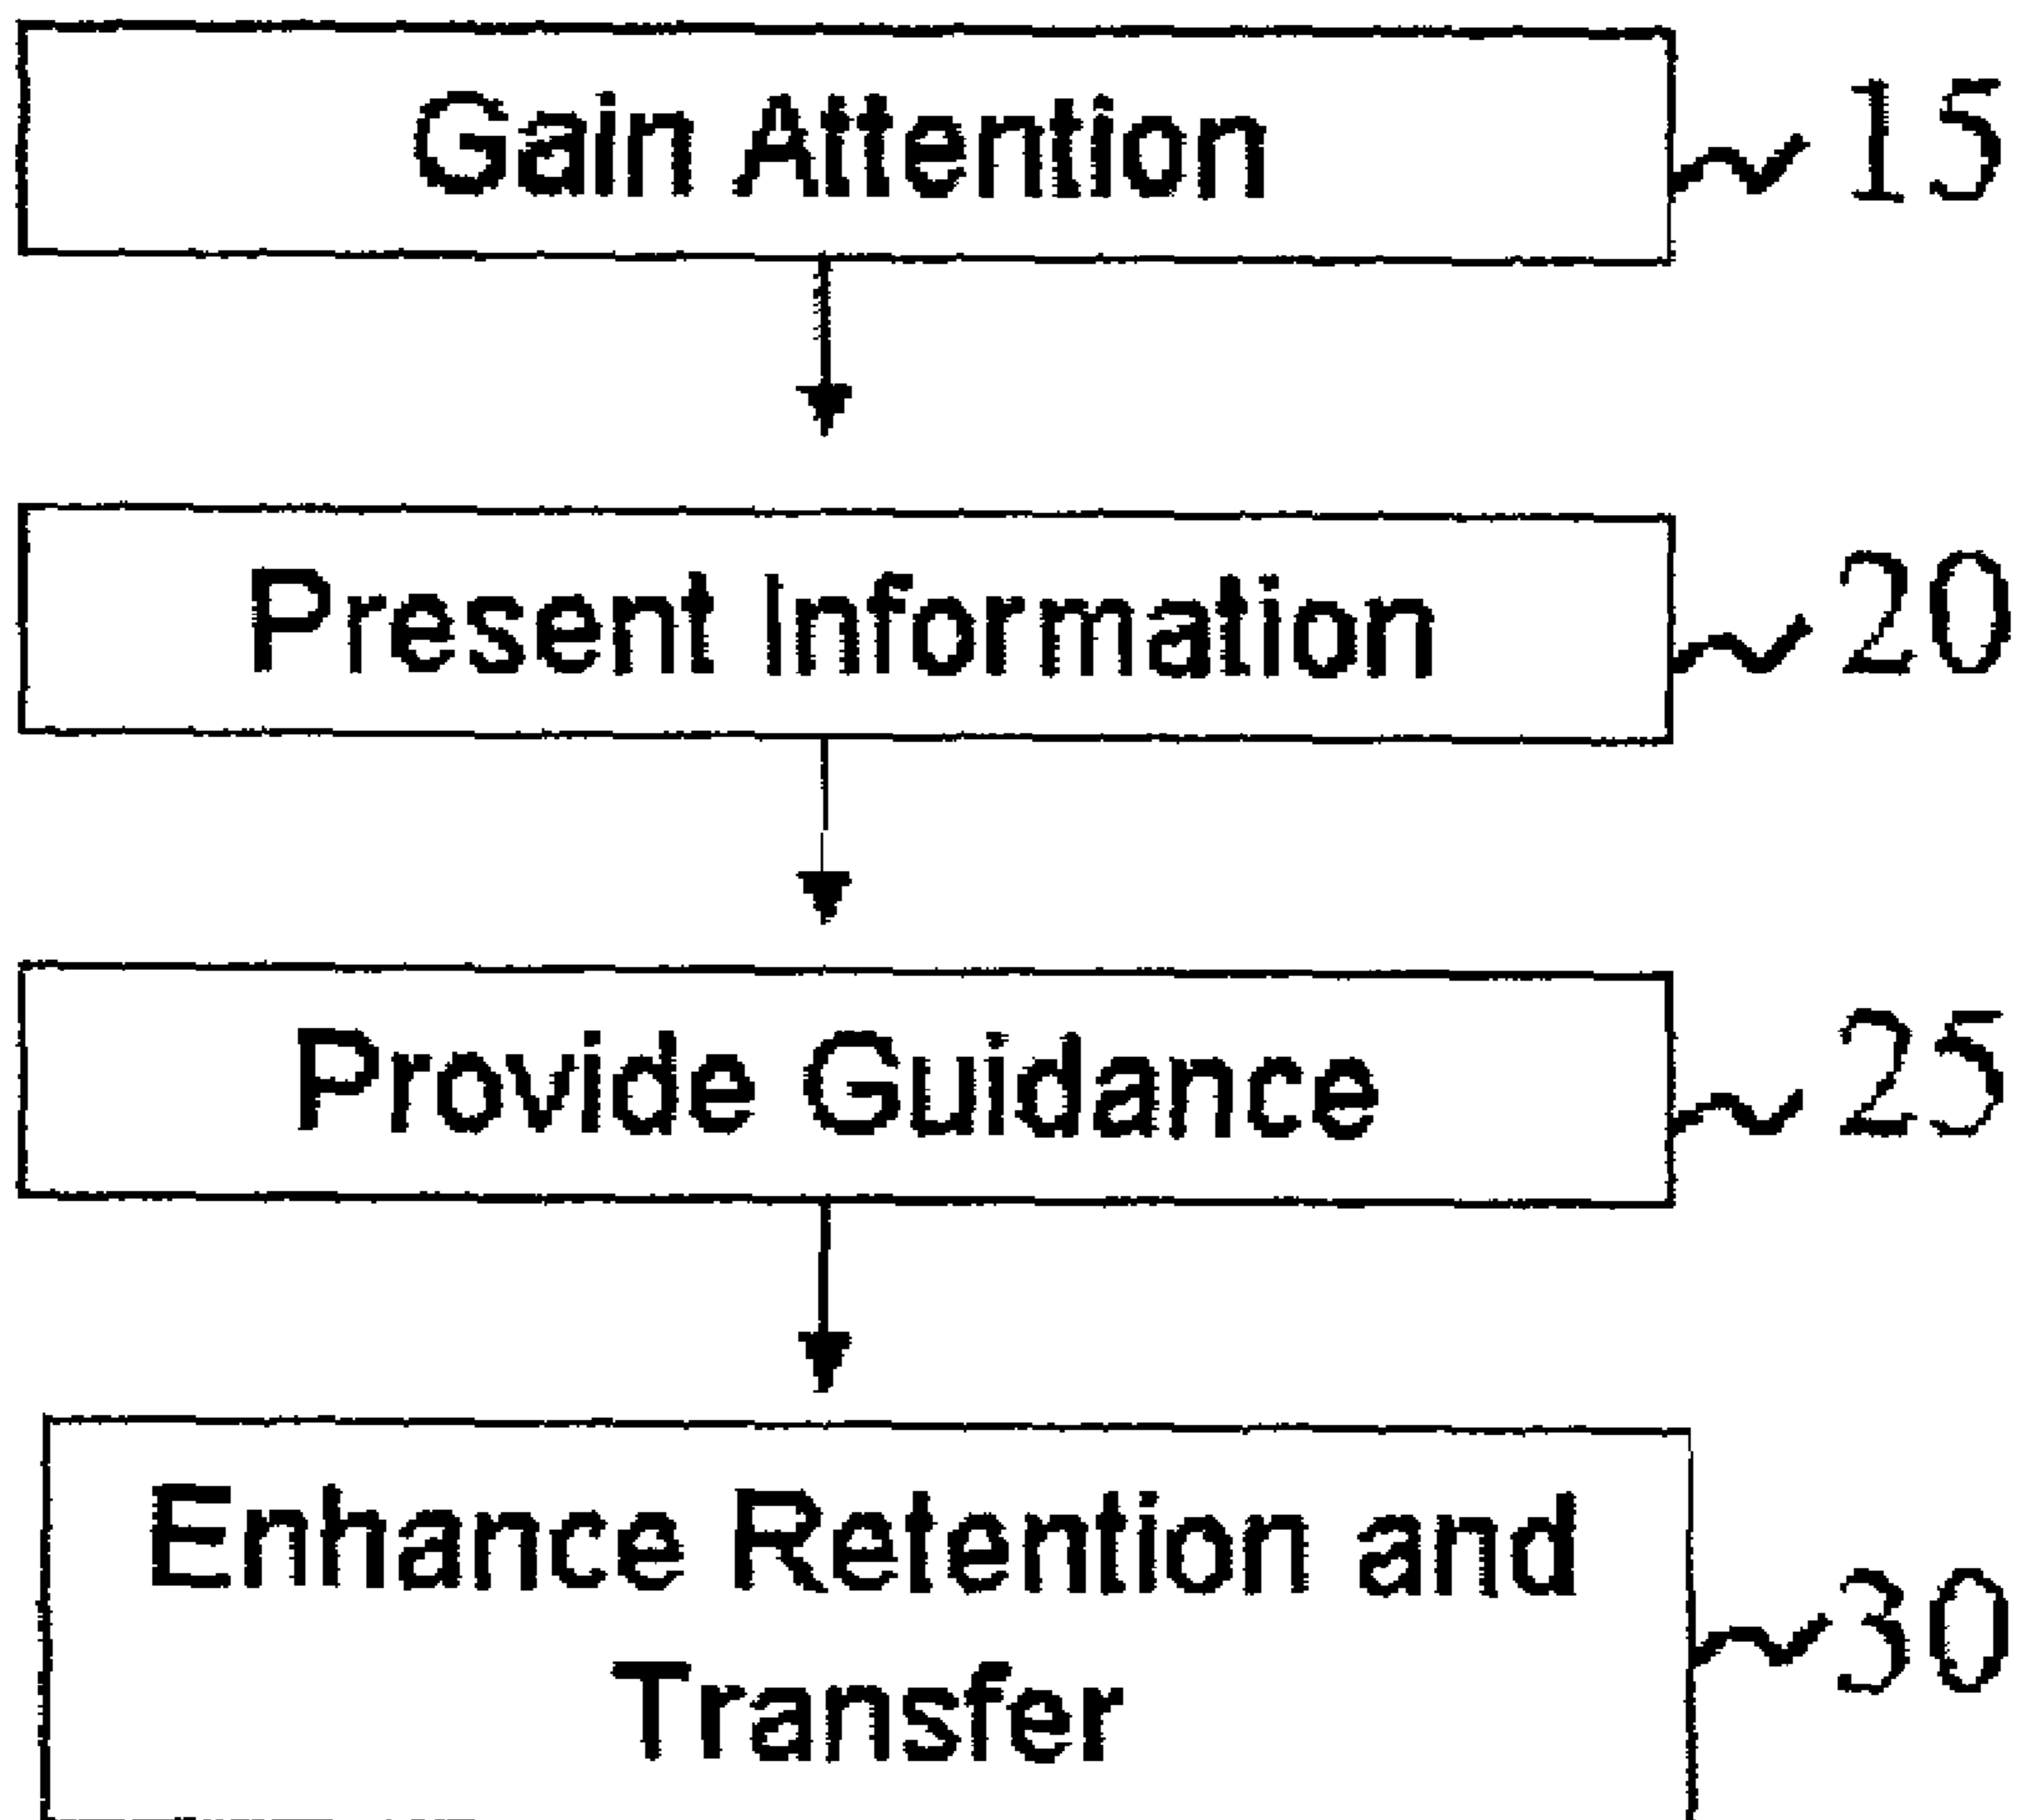 Gain Attention 15
Present Information 20
Provide Guidance 25
Enhance Retention and
Transfer
30